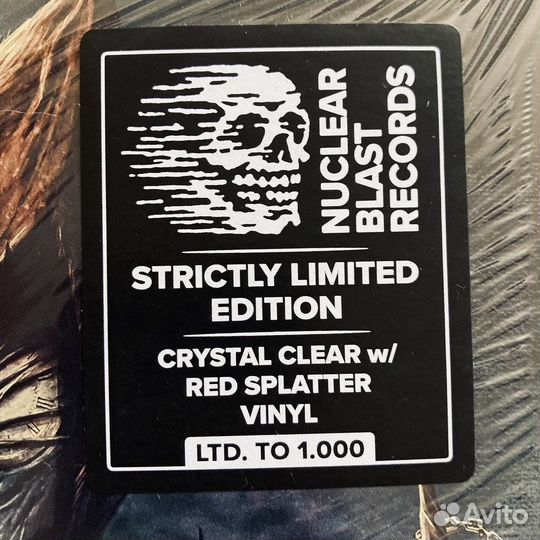 NUCLEAR
BLAST
RECORDS
STRICTLY LIMITED
EDITION
CRYSTAL CLEAR w/
RED SPLATTER
VINYL
LTD. TO 1.000
Avito